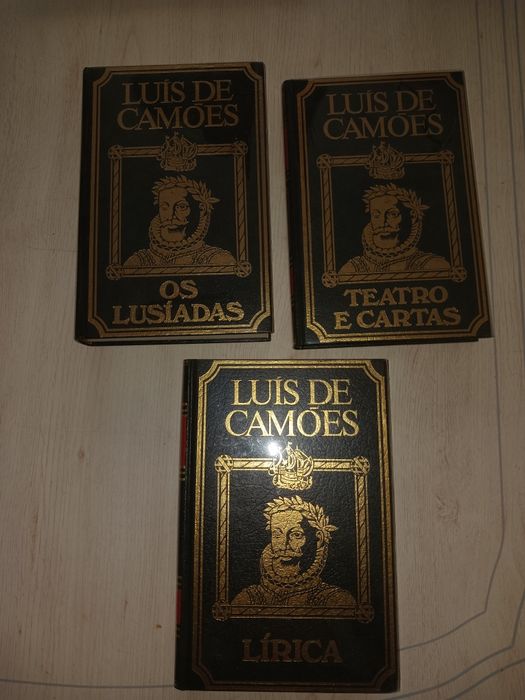 LUÍS DE
CAMÕES
OS
LUSÍADAS
LUÍS DE
CAMÕES
TEATRO
E CARTAS
LUÍS DE
CAMÕES
LÍRICA